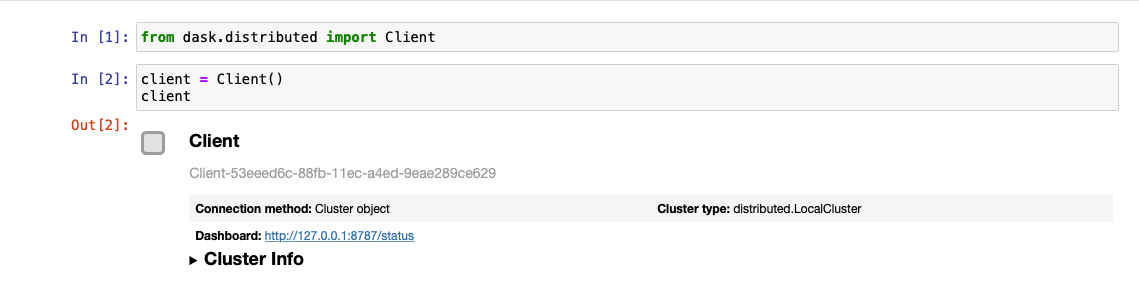 In [1]: from dask.distributed import Client
In [2]: client = Client()
client
Out[2]:
Client
Client-53eeed6c-88fb-11ec-a4ed-9eae289ce629
Connection method: Cluster object Cluster type: distributed.LocalCluster
Dashboard: http://127.0.0.1:8787/status
Cluster Info